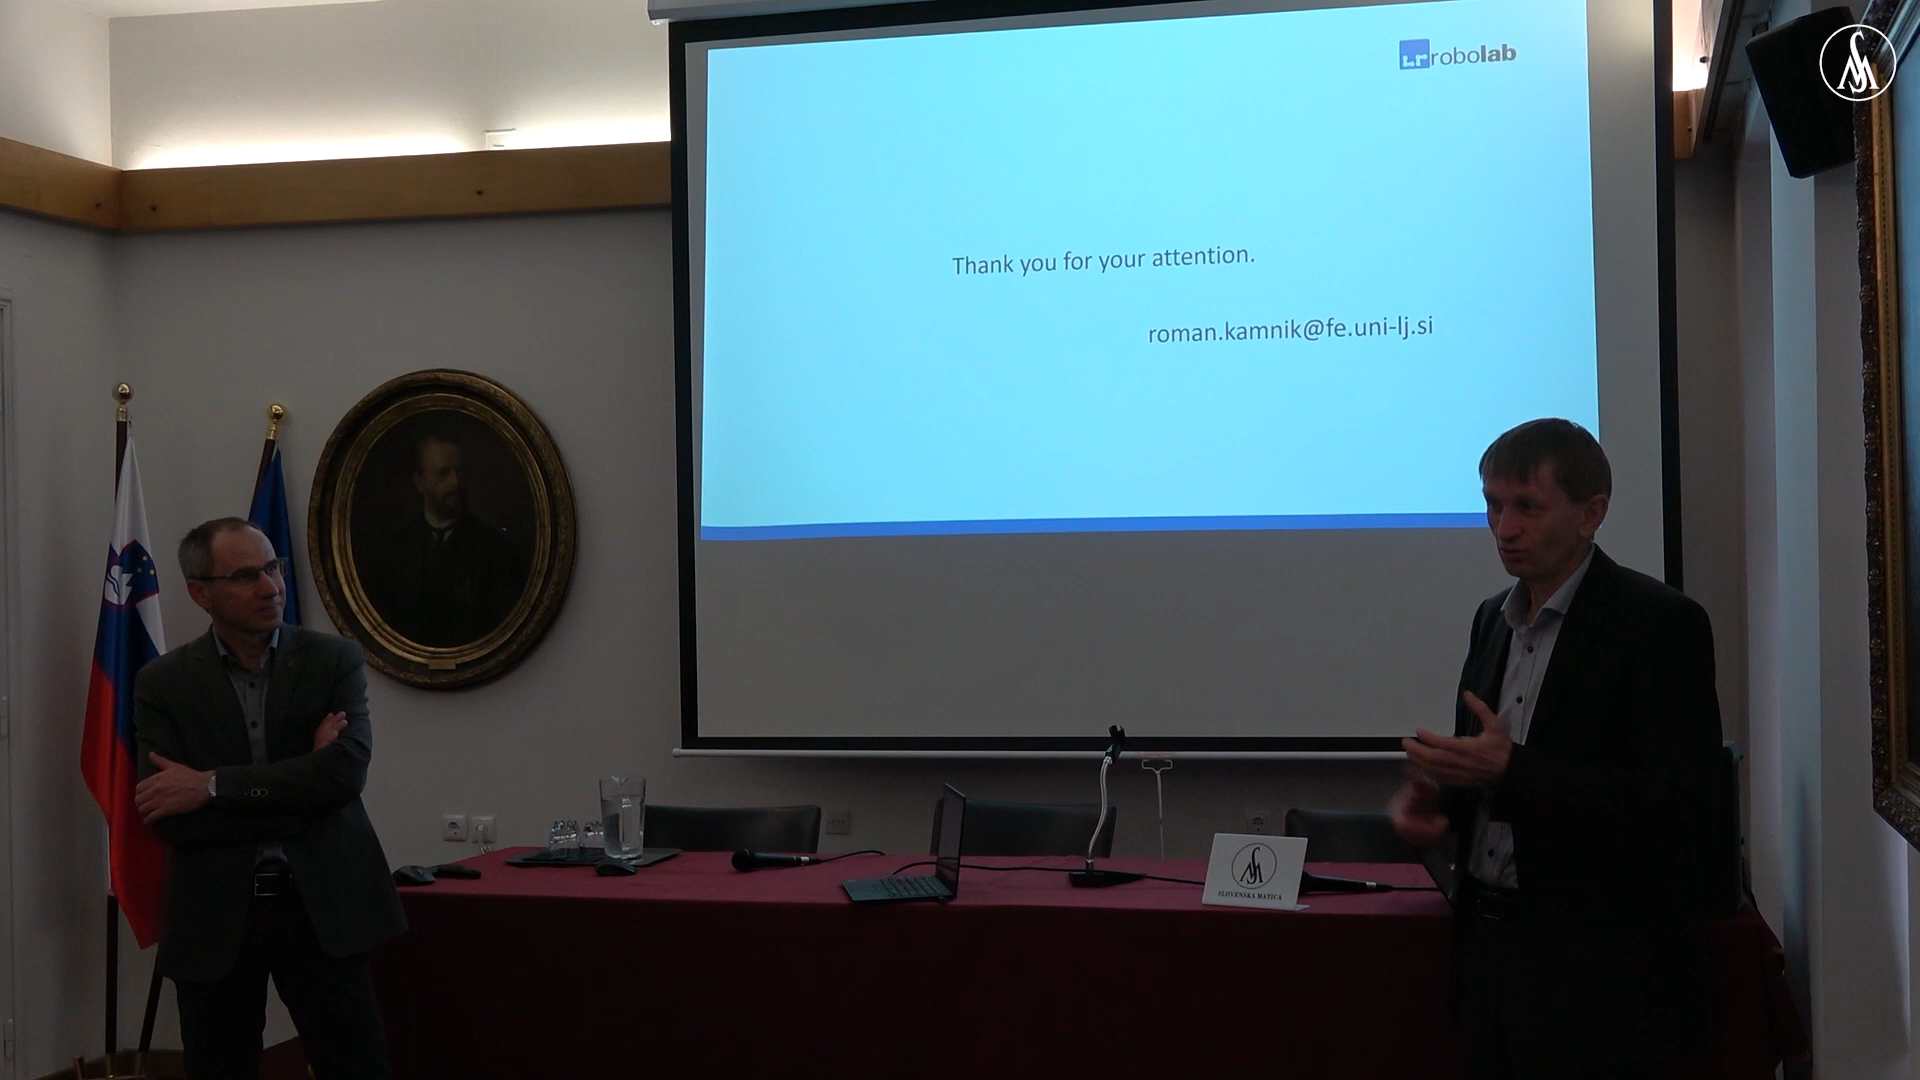 robolab
Thank you for your attention.
roman.kamnik@fe.uni-lj.si
SLOVENSKA MATICA